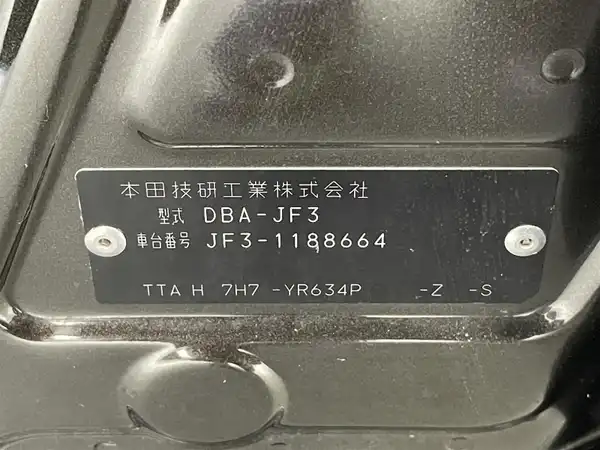 本田技研工業株式会社
型式 DBA-JF3
車台番号 JF3-1188664
TTA H 7H7 -YR634P -Z -S